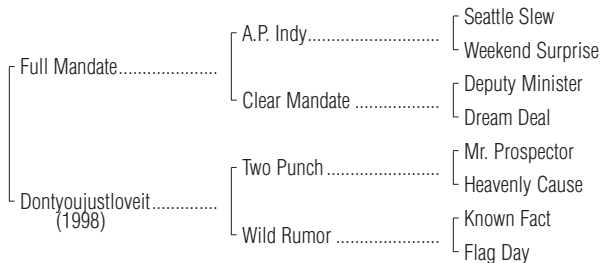 Seattle Slew
A.P. Indy
Weekend Surprise
Full Mandate
Deputy Minister
Clear Mandate
Dream Deal
Mr. Prospector
Two Punch
Heavenly Cause
Dontyoujustloveit
(1998)
Known Fact
Wild Rumor
Flag Day